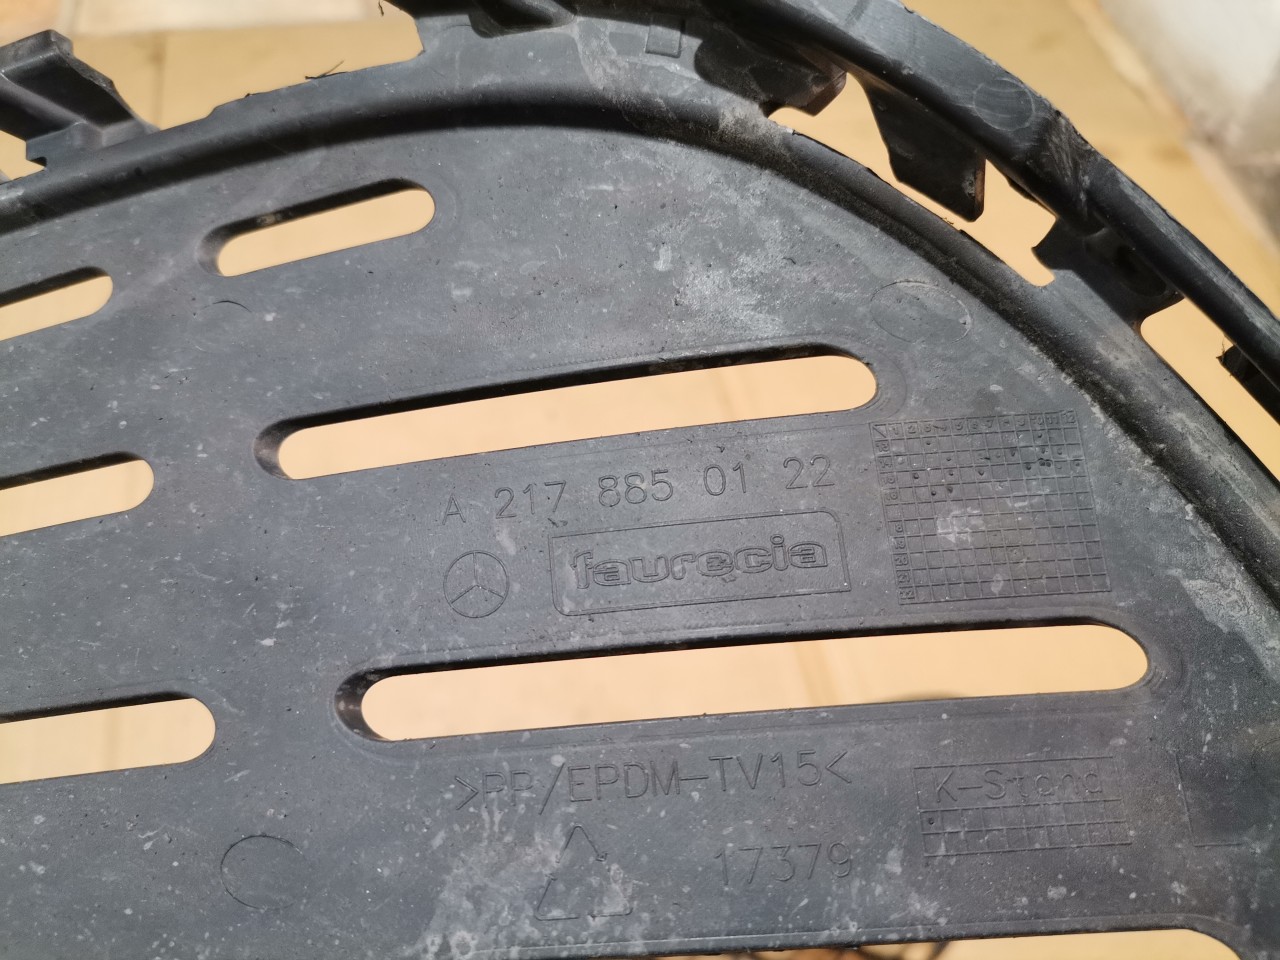 A 217 885 01 22
faurecia
>PP/EPDM-TV15<
K-Stand
17379